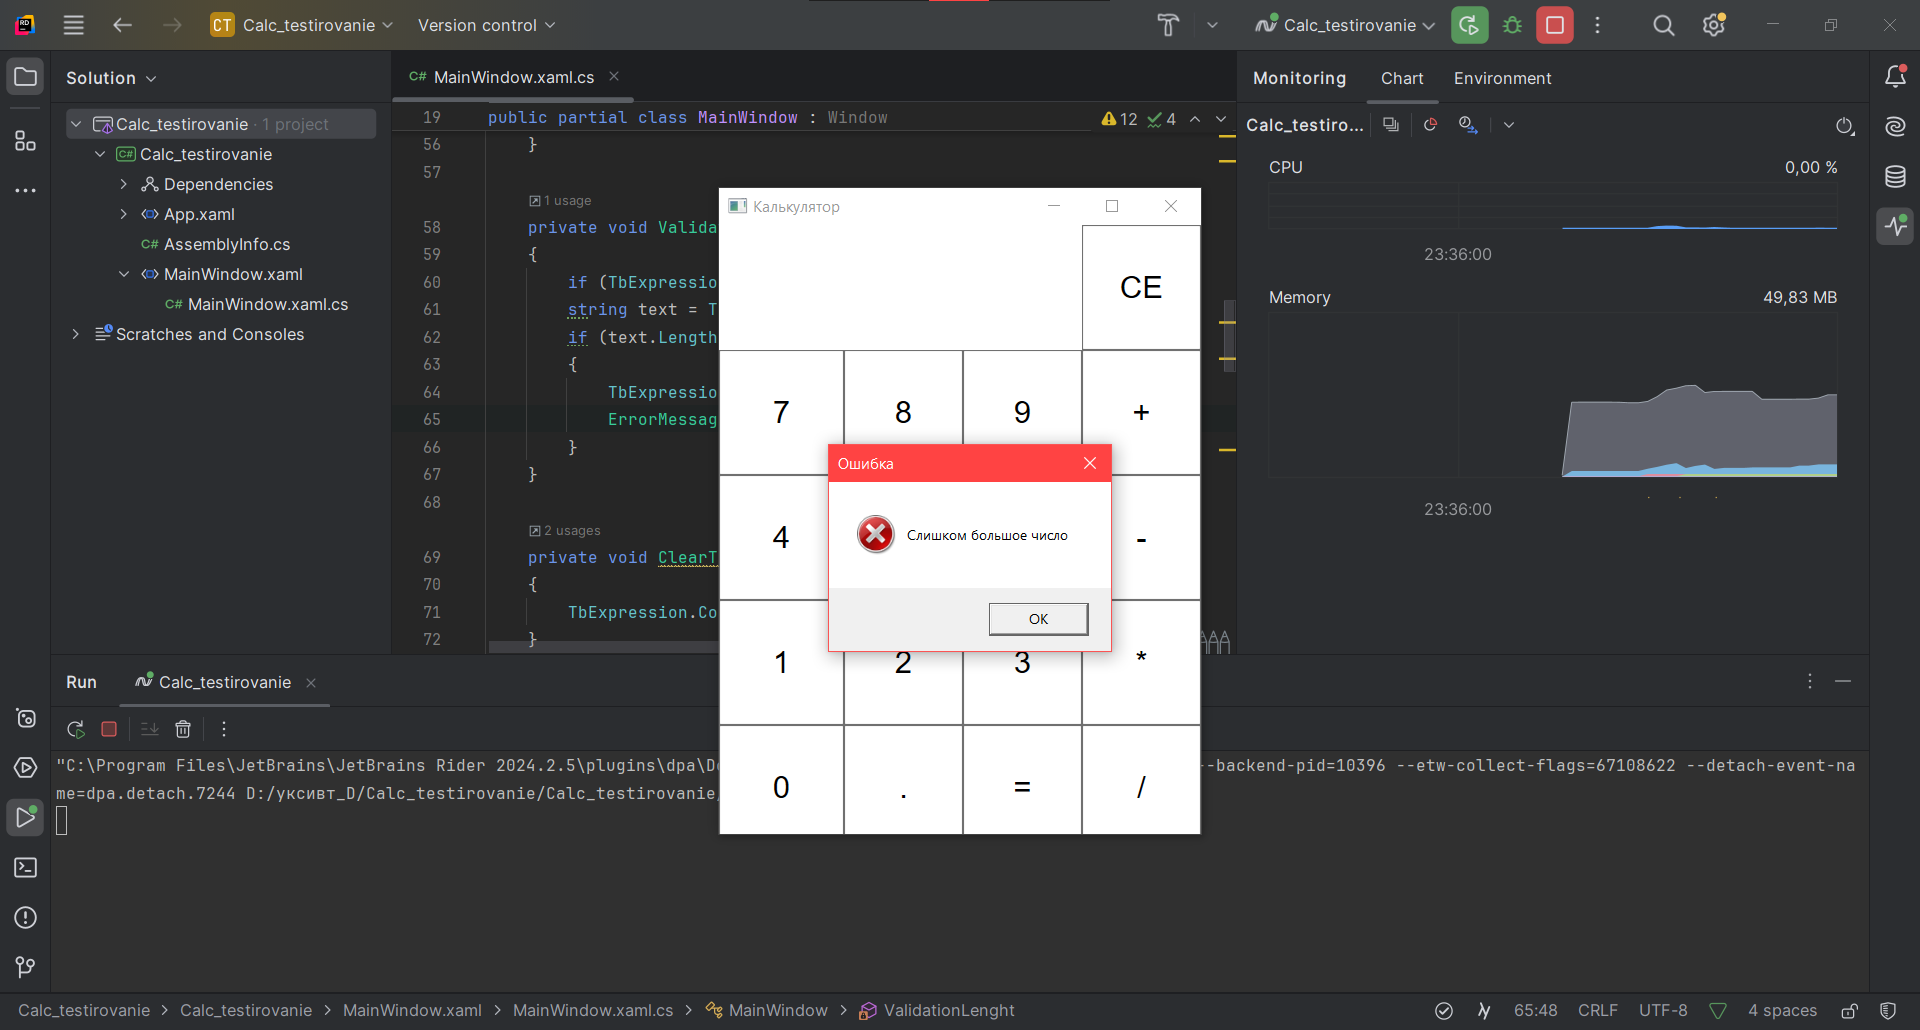 CT Calc_testirovanie Version control Calc_testirovanie
Solution
Calc_testirovanie · 1 project
Calc_testirovanie
Dependencies
App.xaml
C# AssemblyInfo.cs
MainWindow.xaml
C# MainWindow.xaml.cs
Scratches and Consoles
C# MainWindow.xaml.cs
19 public partial class MainWindow : Window 12 4
56 }
57
1 usage
58 private void Valida
59 {
60 if (TbExpressio
61 string text = T
62 if (text.Length
63 {
64 TbExpressio
65 ErrorMessag
66 }
67 }
68
2 usages
69 private void ClearT
70 {
71 TbExpression.Co
72 }
Калькулятор
CE
7 8 9 +
4 -
1 2 3 *
0 . = /
Ошибка
Слишком большое число
OK
Monitoring Chart Environment
Calc_testiro...
CPU 0,00 %
23:36:00
Memory 49,83 MB
23:36:00
Run Calc_testirovanie
"C:\Program Files\JetBrains\JetBrains Rider 2024.2.5\plugins\dpa\D --backend-pid=10396 --etw-collect-flags=67108622 --detach-event-na
me=dpa.detach.7244 D:/уксивт_D/Calc_testirovanie/Calc_testirovanie/
Calc_testirovanie > Calc_testirovanie > MainWindow.xaml > MainWindow.xaml.cs > MainWindow > ValidationLenght 65:48 CRLF UTF-8 4 spaces